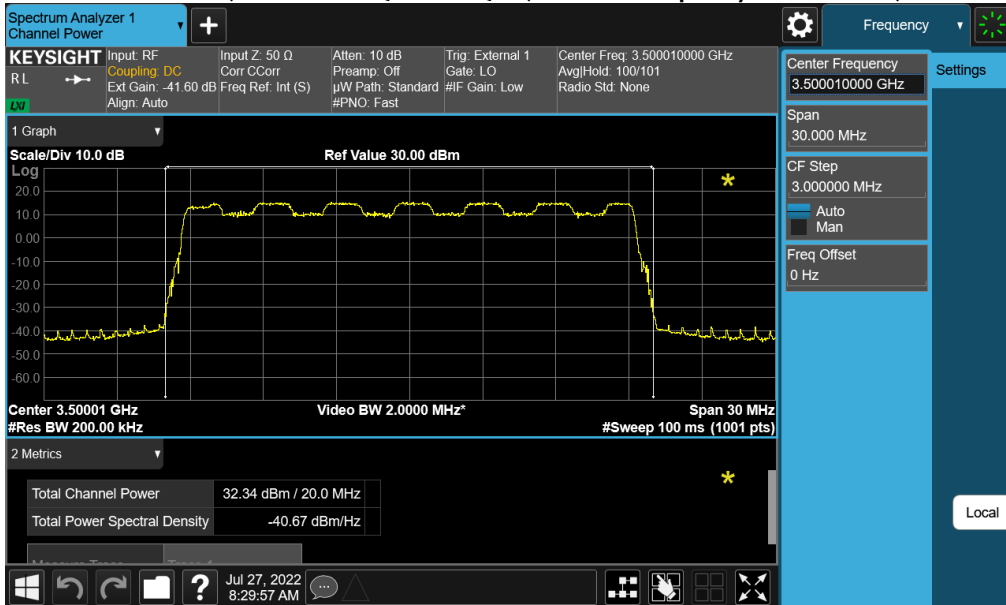 Spectrum Analyzer 1
Channel Power
+
Frequency
KEYSIGHT
R L
LXI
Input: RF
Coupling: DC
Ext Gain: -41.60 dB
Align: Auto
Input Z: 50 Ω
Corr CCorr
Freq Ref: Int (S)
Atten: 10 dB
Preamp: Off
µW Path: Standard
#PNO: Fast
Trig: External 1
Gate: LO
#IF Gain: Low
Center Freq: 3.500010000 GHz
Avg|Hold: 100/101
Radio Std: None
Center Frequency
3.500010000 GHz
Settings
Span
30.000 MHz
CF Step
3.000000 MHz
Auto
Man
Freq Offset
0 Hz
Local
1 Graph
Scale/Div 10.0 dB
Ref Value 30.00 dBm
Log
20.0
10.0
0.00
-10.0
-20.0
-30.0
-40.0
-50.0
-60.0
Center 3.50001 GHz
Video BW 2.0000 MHz*
Span 30 MHz
#Res BW 200.00 kHz
#Sweep 100 ms (1001 pts)
2 Metrics
Total Channel Power 32.34 dBm / 20.0 MHz
Total Power Spectral Density -40.67 dBm/Hz
?
Jul 27, 2022
8:29:57 AM